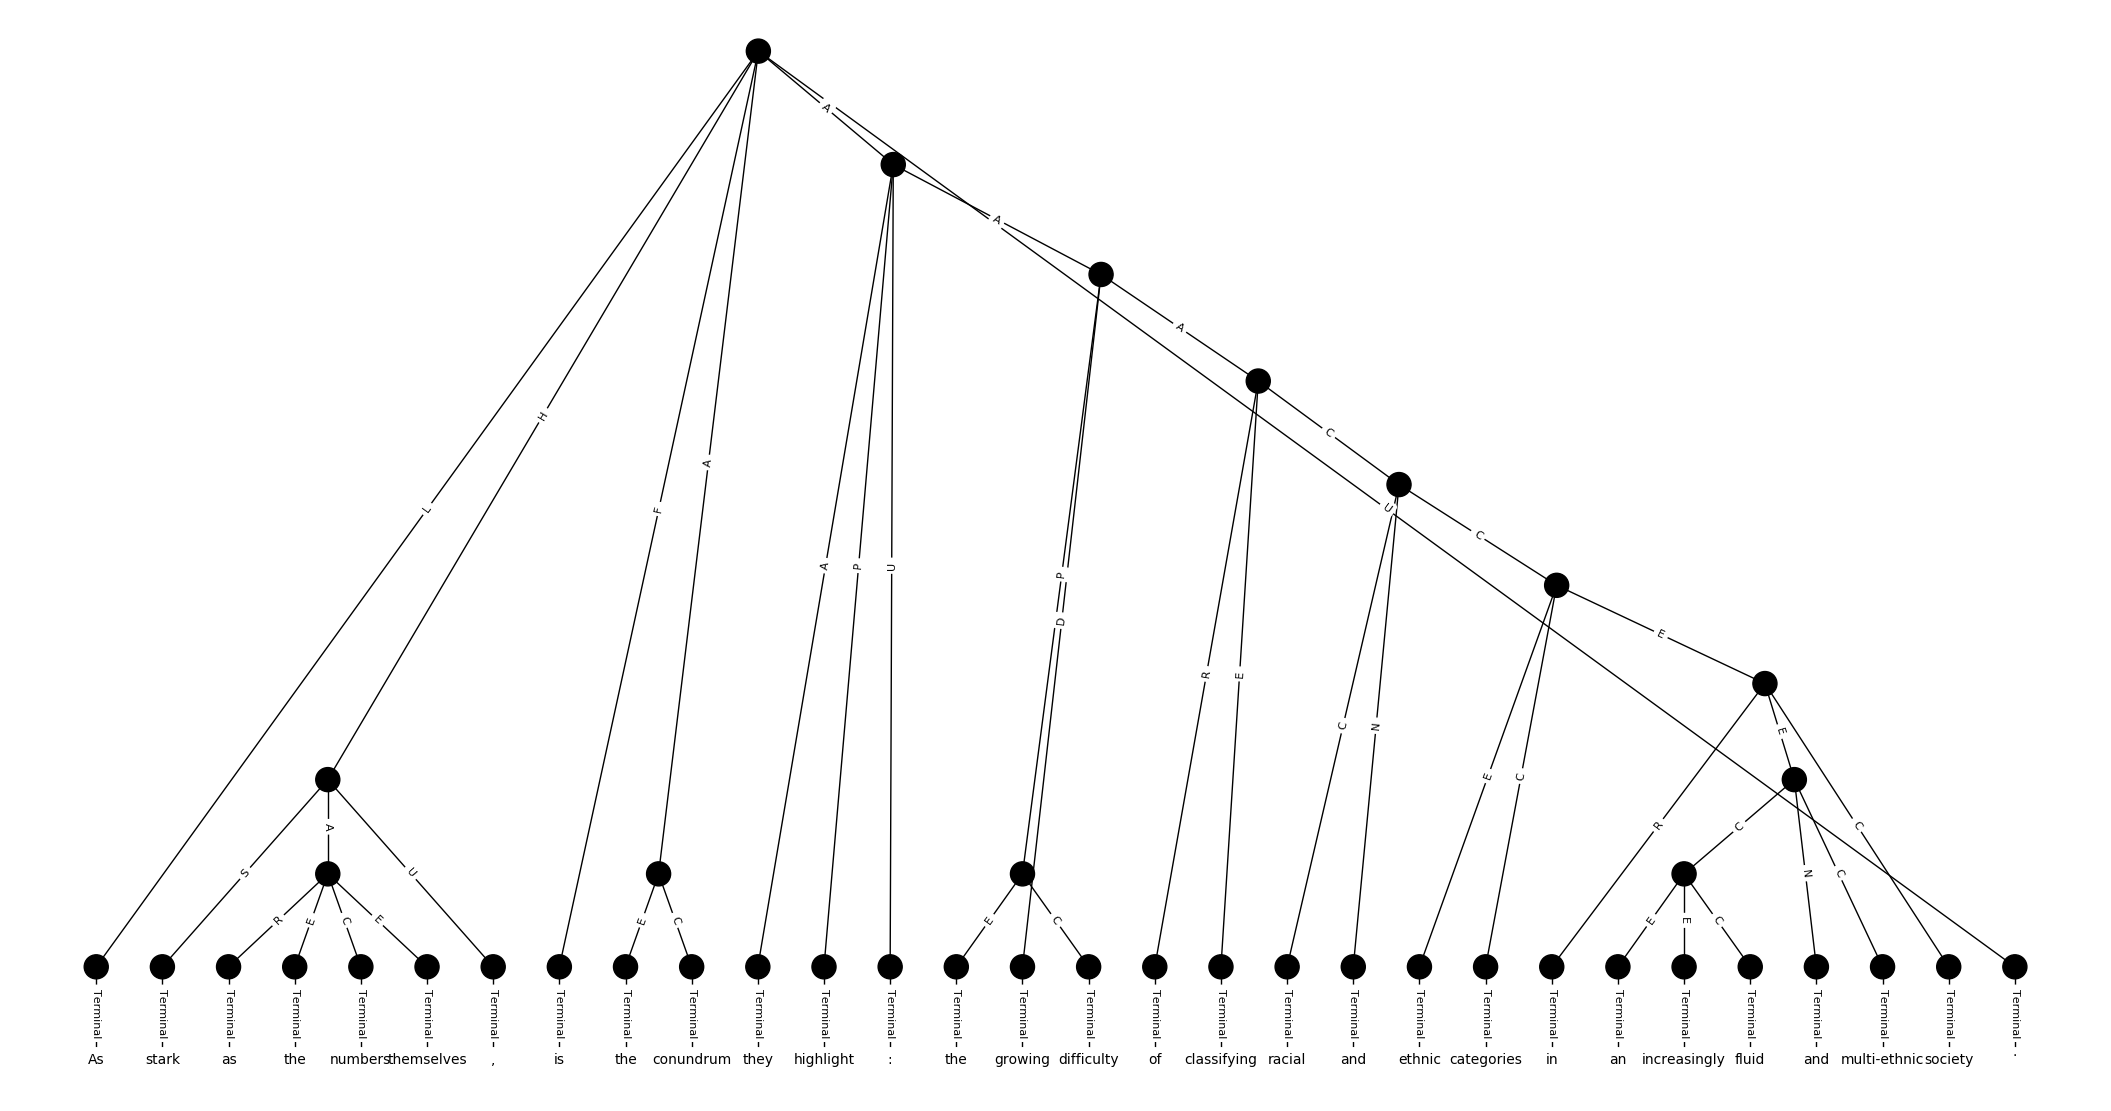 A
A
A
H
C
A
L
F
U
C
A
A
P
U
P
D
E
R
E
C
N
E
E
C
A
R
C
C
S
U
N
C
R
E
C
E
E
C
E
C
E
E
C
Terminal Terminal Terminal Terminal Terminal Terminal Terminal Terminal Terminal Terminal Terminal Terminal Terminal Terminal Terminal Terminal Terminal Terminal Terminal Terminal Terminal Terminal Terminal Terminal Terminal Terminal Terminal Terminal Terminal Terminal
As stark as the numbers themselves , is the conundrum they highlight : the growing difficulty of classifying racial and ethnic categories in an increasingly fluid and multi-ethnic society .